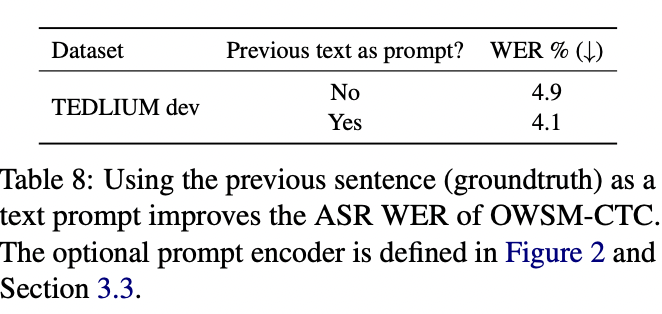 Dataset Previous text as prompt? WER % (↓)
TEDLIUM dev
No 4.9
Yes 4.1
Table 8: Using the previous sentence (groundtruth) as a
text prompt improves the ASR WER of OWSM-CTC.
The optional prompt encoder is defined in Figure 2 and
Section 3.3.